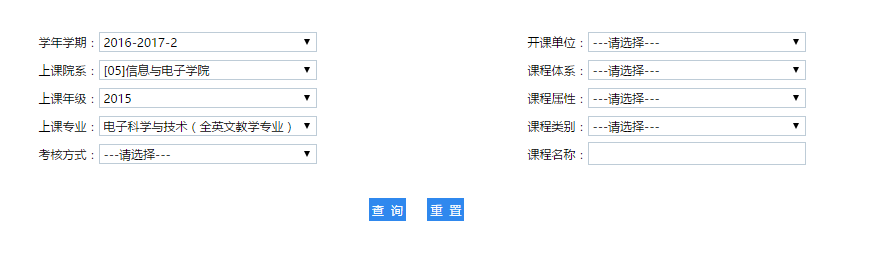 学年学期： 2016-2017-2 开课单位： ---请选择---
上课院系： [05]信息与电子学院 课程体系： ---请选择---
上课年级： 2015 课程属性： ---请选择---
上课专业： 电子科学与技术（全英文教学专业） 课程类别： ---请选择---
考核方式： ---请选择--- 课程名称：
查 询 重 置